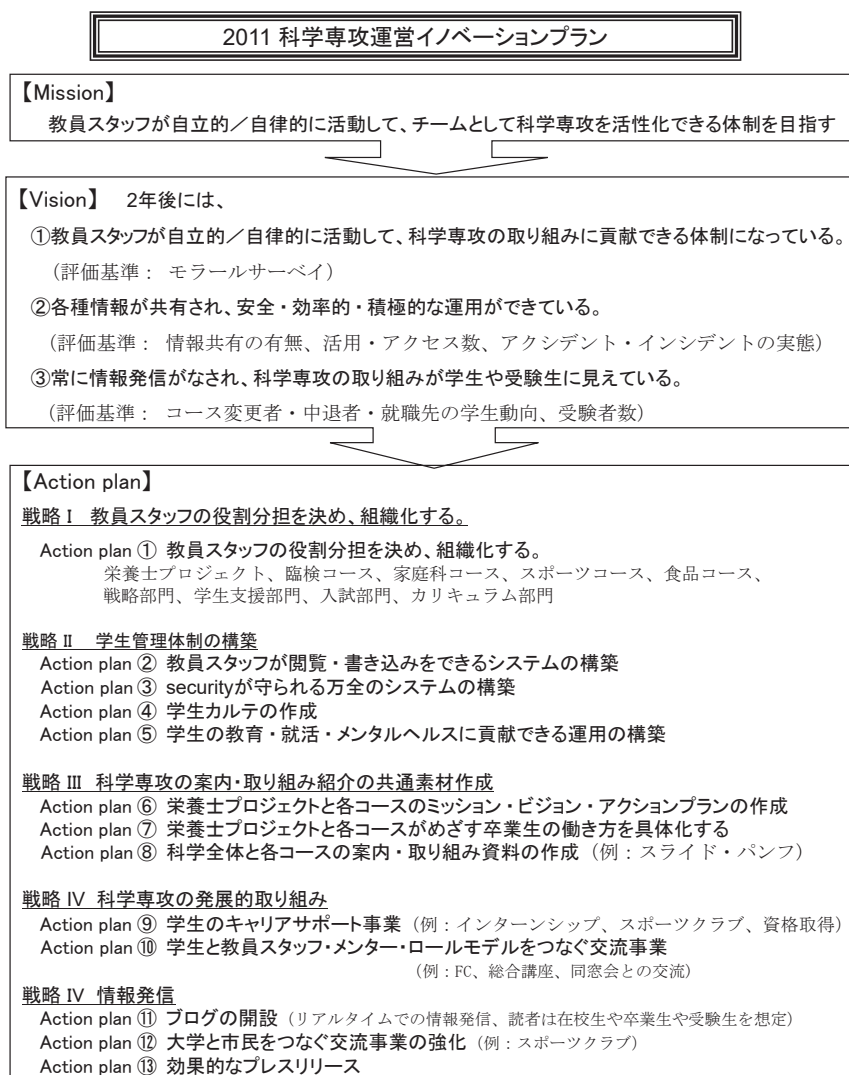 2011 科学専攻運営イノベーションプラン
【Mission】
教員スタッフが自立的／自律的に活動して、チームとして科学専攻を活性化できる体制を目指す
【Vision】 2年後には、
①教員スタッフが自立的／自律的に活動して、科学専攻の取り組みに貢献できる体制になっている。
（評価基準： モラールサーベイ）
②各種情報が共有され、安全・効率的・積極的な運用ができている。
（評価基準： 情報共有の有無、活用・アクセス数、アクシデント・インシデントの実態）
③常に情報発信がなされ、科学専攻の取り組みが学生や受験生に見えている。
（評価基準： コース変更者・中退者・就職先の学生動向、受験者数）
【Action plan】
戦略 I 教員スタッフの役割分担を決め、組織化する。
Action plan ① 教員スタッフの役割分担を決め、組織化する。
栄養士プロジェクト、臨検コース、家庭科コース、スポーツコース、食品コース、
戦略部門、学生支援部門、入試部門、カリキュラム部門
戦略 II 学生管理体制の構築
Action plan ② 教員スタッフが閲覧・書き込みをできるシステムの構築
Action plan ③ securityが守られる万全のシステムの構築
Action plan ④ 学生カルテの作成
Action plan ⑤ 学生の教育・就活・メンタルヘルスに貢献できる運用の構築
戦略 III 科学専攻の案内・取り組み紹介の共通素材作成
Action plan ⑥ 栄養士プロジェクトと各コースのミッション・ビジョン・アクションプランの作成
Action plan ⑦ 栄養士プロジェクトと各コースがめざす卒業生の働き方を具体化する
Action plan ⑧ 科学全体と各コースの案内・取り組み資料の作成（例：スライド・パンフ）
戦略 IV 科学専攻の発展的取り組み
Action plan ⑨ 学生のキャリアサポート事業（例：インターンシップ、スポーツクラブ、資格取得）
Action plan ⑩ 学生と教員スタッフ・メンター・ロールモデルをつなぐ交流事業
（例：FC、総合講座、同窓会との交流）
戦略 IV 情報発信
Action plan ⑪ ブログの開設（リアルタイムでの情報発信、読者は在校生や卒業生や受験生を想定）
Action plan ⑫ 大学と市民をつなぐ交流事業の強化（例：スポーツクラブ）
Action plan ⑬ 効果的なプレスリリース